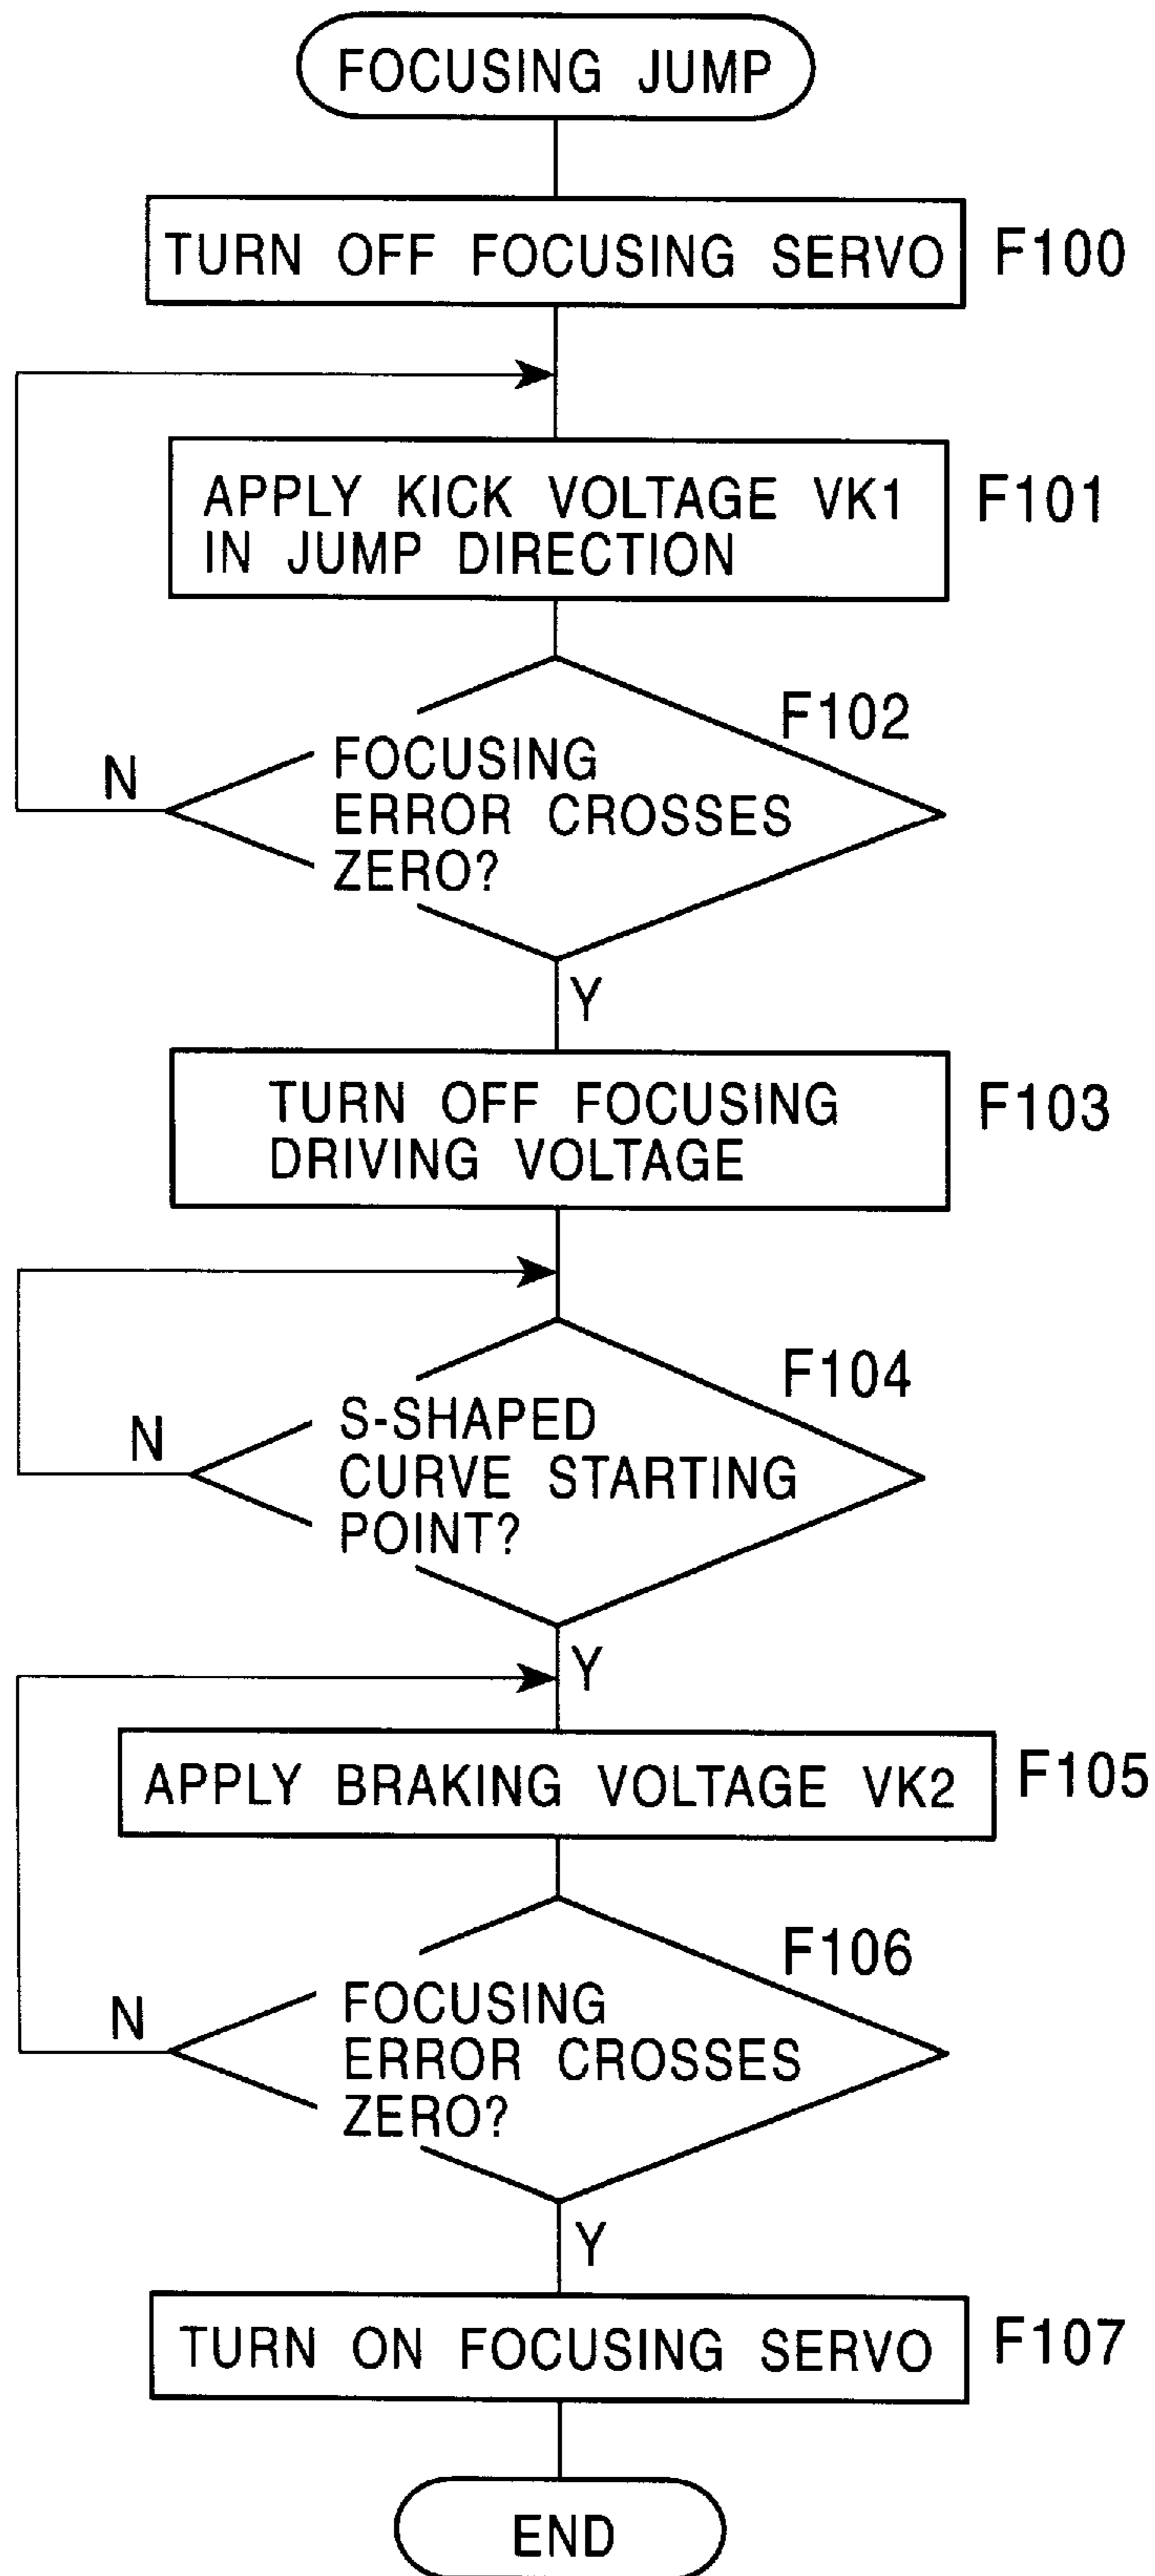 FOCUSING JUMP
TURN OFF FOCUSING SERVO
F100
APPLY KICK VOLTAGE VK1
IN JUMP DIRECTION
F101
F102
FOCUSING
ERROR CROSSES
ZERO?
N
Y
TURN OFF FOCUSING
DRIVING VOLTAGE
F103
F104
S-SHAPED
CURVE STARTING
POINT?
N
Y
APPLY BRAKING VOLTAGE VK2
F105
F106
FOCUSING
ERROR CROSSES
ZERO?
N
Y
TURN ON FOCUSING SERVO
F107
END